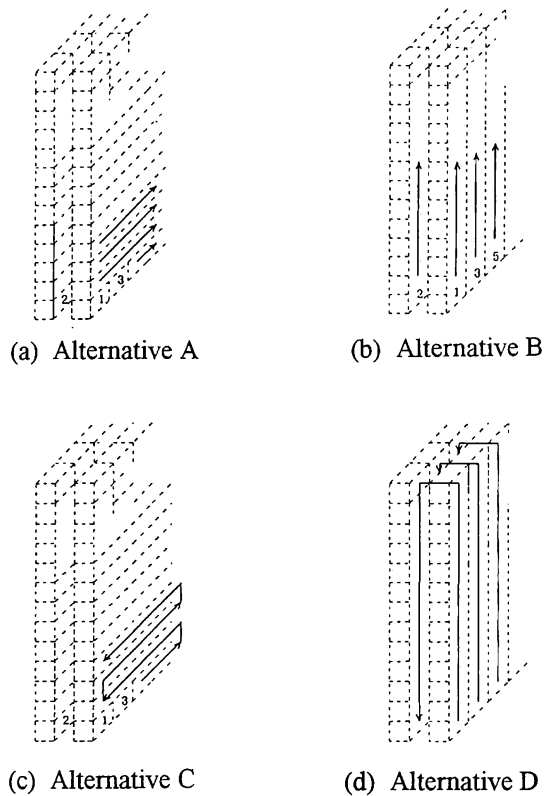 2 1 3
(a) Alternative A
2 1 3 5
(b) Alternative B
2 1 3
(c) Alternative C
(d) Alternative D